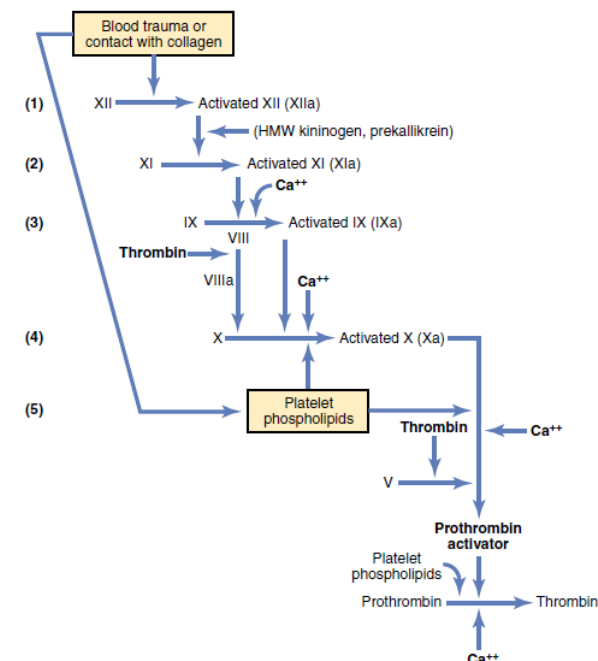 Blood trauma or
contact with collagen
(1) XII Activated XII (XIIa)
(HMW kininogen, prekallikrein)
(2) XI Activated XI (XIa)
Ca++
(3) IX Activated IX (IXa)
VIII
Thrombin
VIIIa Ca++
(4) X Activated X (Xa)
(5) Platelet
phospholipids
Thrombin Ca++
V
Prothrombin
activator
Platelet
phospholipids
Prothrombin Thrombin
Ca++